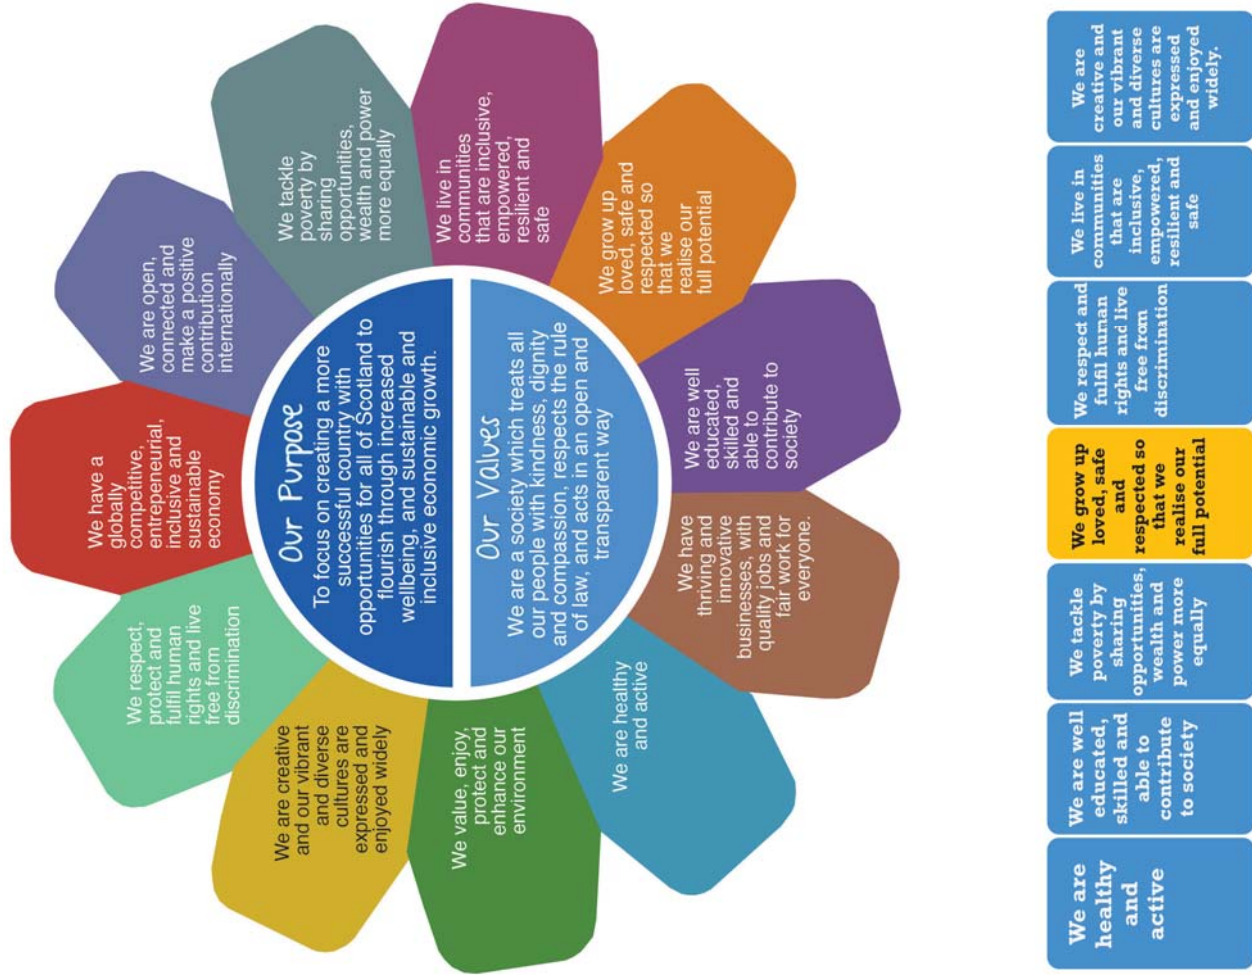 Our Purpose
To focus on creating a more
successful country with
opportunities for all of Scotland to
flourish through increased
wellbeing, and sustainable and
inclusive economic growth.
Our Values
We are a society which treats all
our people with kindness, dignity
and compassion, respects the rule
of law, and acts in an open and
transparent way
We have a
globally
competitive,
entrepeneurial,
inclusive and
sustainable
economy
We are open,
connected and
make a positive
contribution
internationally
We tackle
poverty by
sharing
opportunities,
wealth and power
more equally
We live in
communities
that are inclusive,
empowered,
resilient and
safe
We grow up
loved, safe and
respected so
that we
realise our
full potential
We are well
educated,
skilled and
able to
contribute to
society
We have
thriving and
innovative
businesses, with
quality jobs and
fair work for
everyone.
We are healthy
and active
We value, enjoy,
protect and
enhance our
environment
We are creative
and our vibrant
and diverse
cultures are
expressed and
enjoyed widely
We respect,
protect and
fulfil human
rights and live
free from
discrimination
We are
healthy
and
active
We are well
educated,
skilled and
able to
contribute
to society
We tackle
poverty by
sharing
opportunities,
wealth and
power more
equally
We grow up
loved, safe
and
respected so
that we
realise our
full potential
We respect and
fulfil human
rights and live
free from
discrimination
We live in
communities
that are
inclusive,
empowered,
resilient and
safe
We are
creative and
our vibrant
and diverse
cultures are
expressed
and enjoyed
widely.